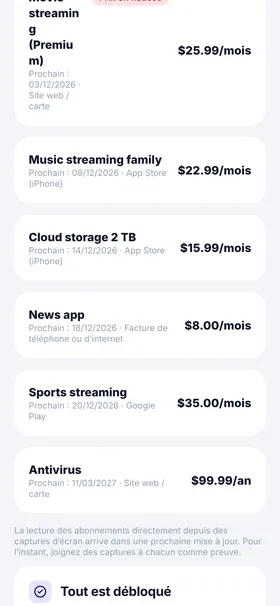 streamin
g
(Premiu
m)
$25.99/mois
Prochain :
03/12/2026 ·
Site web /
carte
Music streaming family
$22.99/mois
Prochain : 09/12/2026 · App Store
(iPhone)
Cloud storage 2 TB
$15.99/mois
Prochain : 14/12/2026 · App Store
(iPhone)
News app
$8.00/mois
Prochain : 18/12/2026 · Facture de
téléphone ou d'internet
Sports streaming
$35.00/mois
Prochain : 20/12/2026 · Google
Play
Antivirus
$99.99/an
Prochain : 11/03/2027 · Site web /
carte
La lecture des abonnements directement depuis des
captures d'écran arrive dans une prochaine mise à jour. Pour
l'instant, joignez des captures à chacun comme preuve.
Tout est débloqué